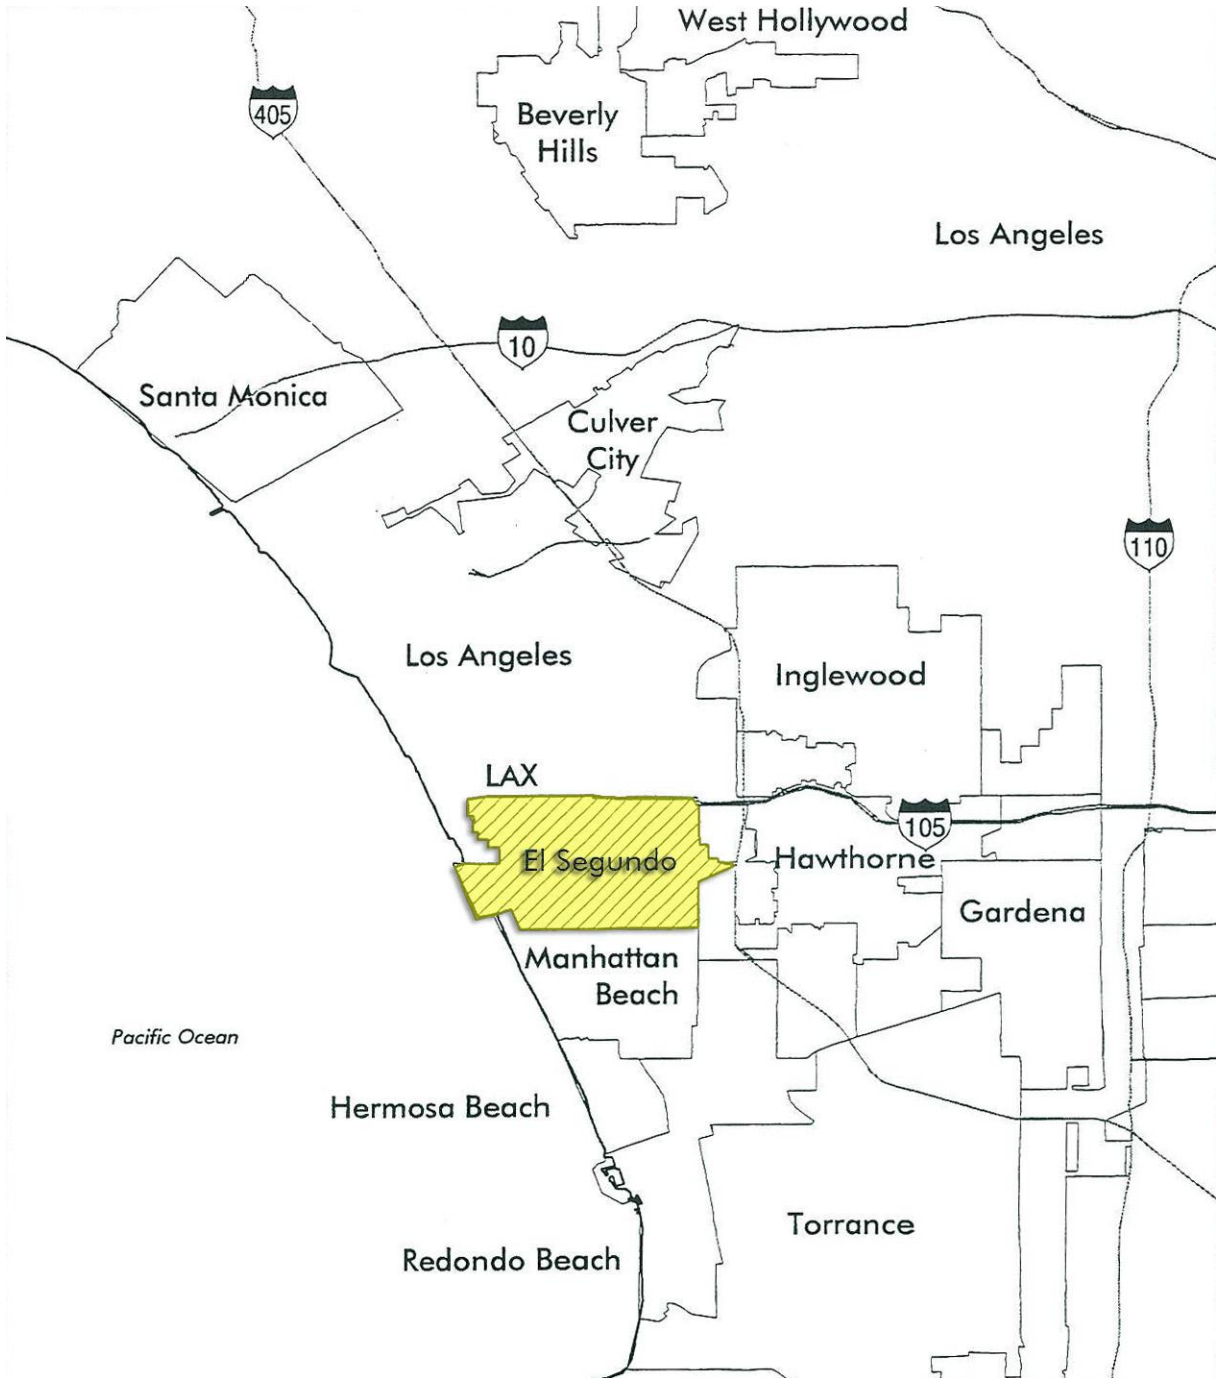 West Hollywood
405
Beverly
Hills
Los Angeles
10
Santa Monica
Culver
City
110
Los Angeles
Inglewood
LAX
105
El Segundo
Hawthorne
Gardena
Manhattan
Beach
Pacific Ocean
Hermosa Beach
Torrance
Redondo Beach